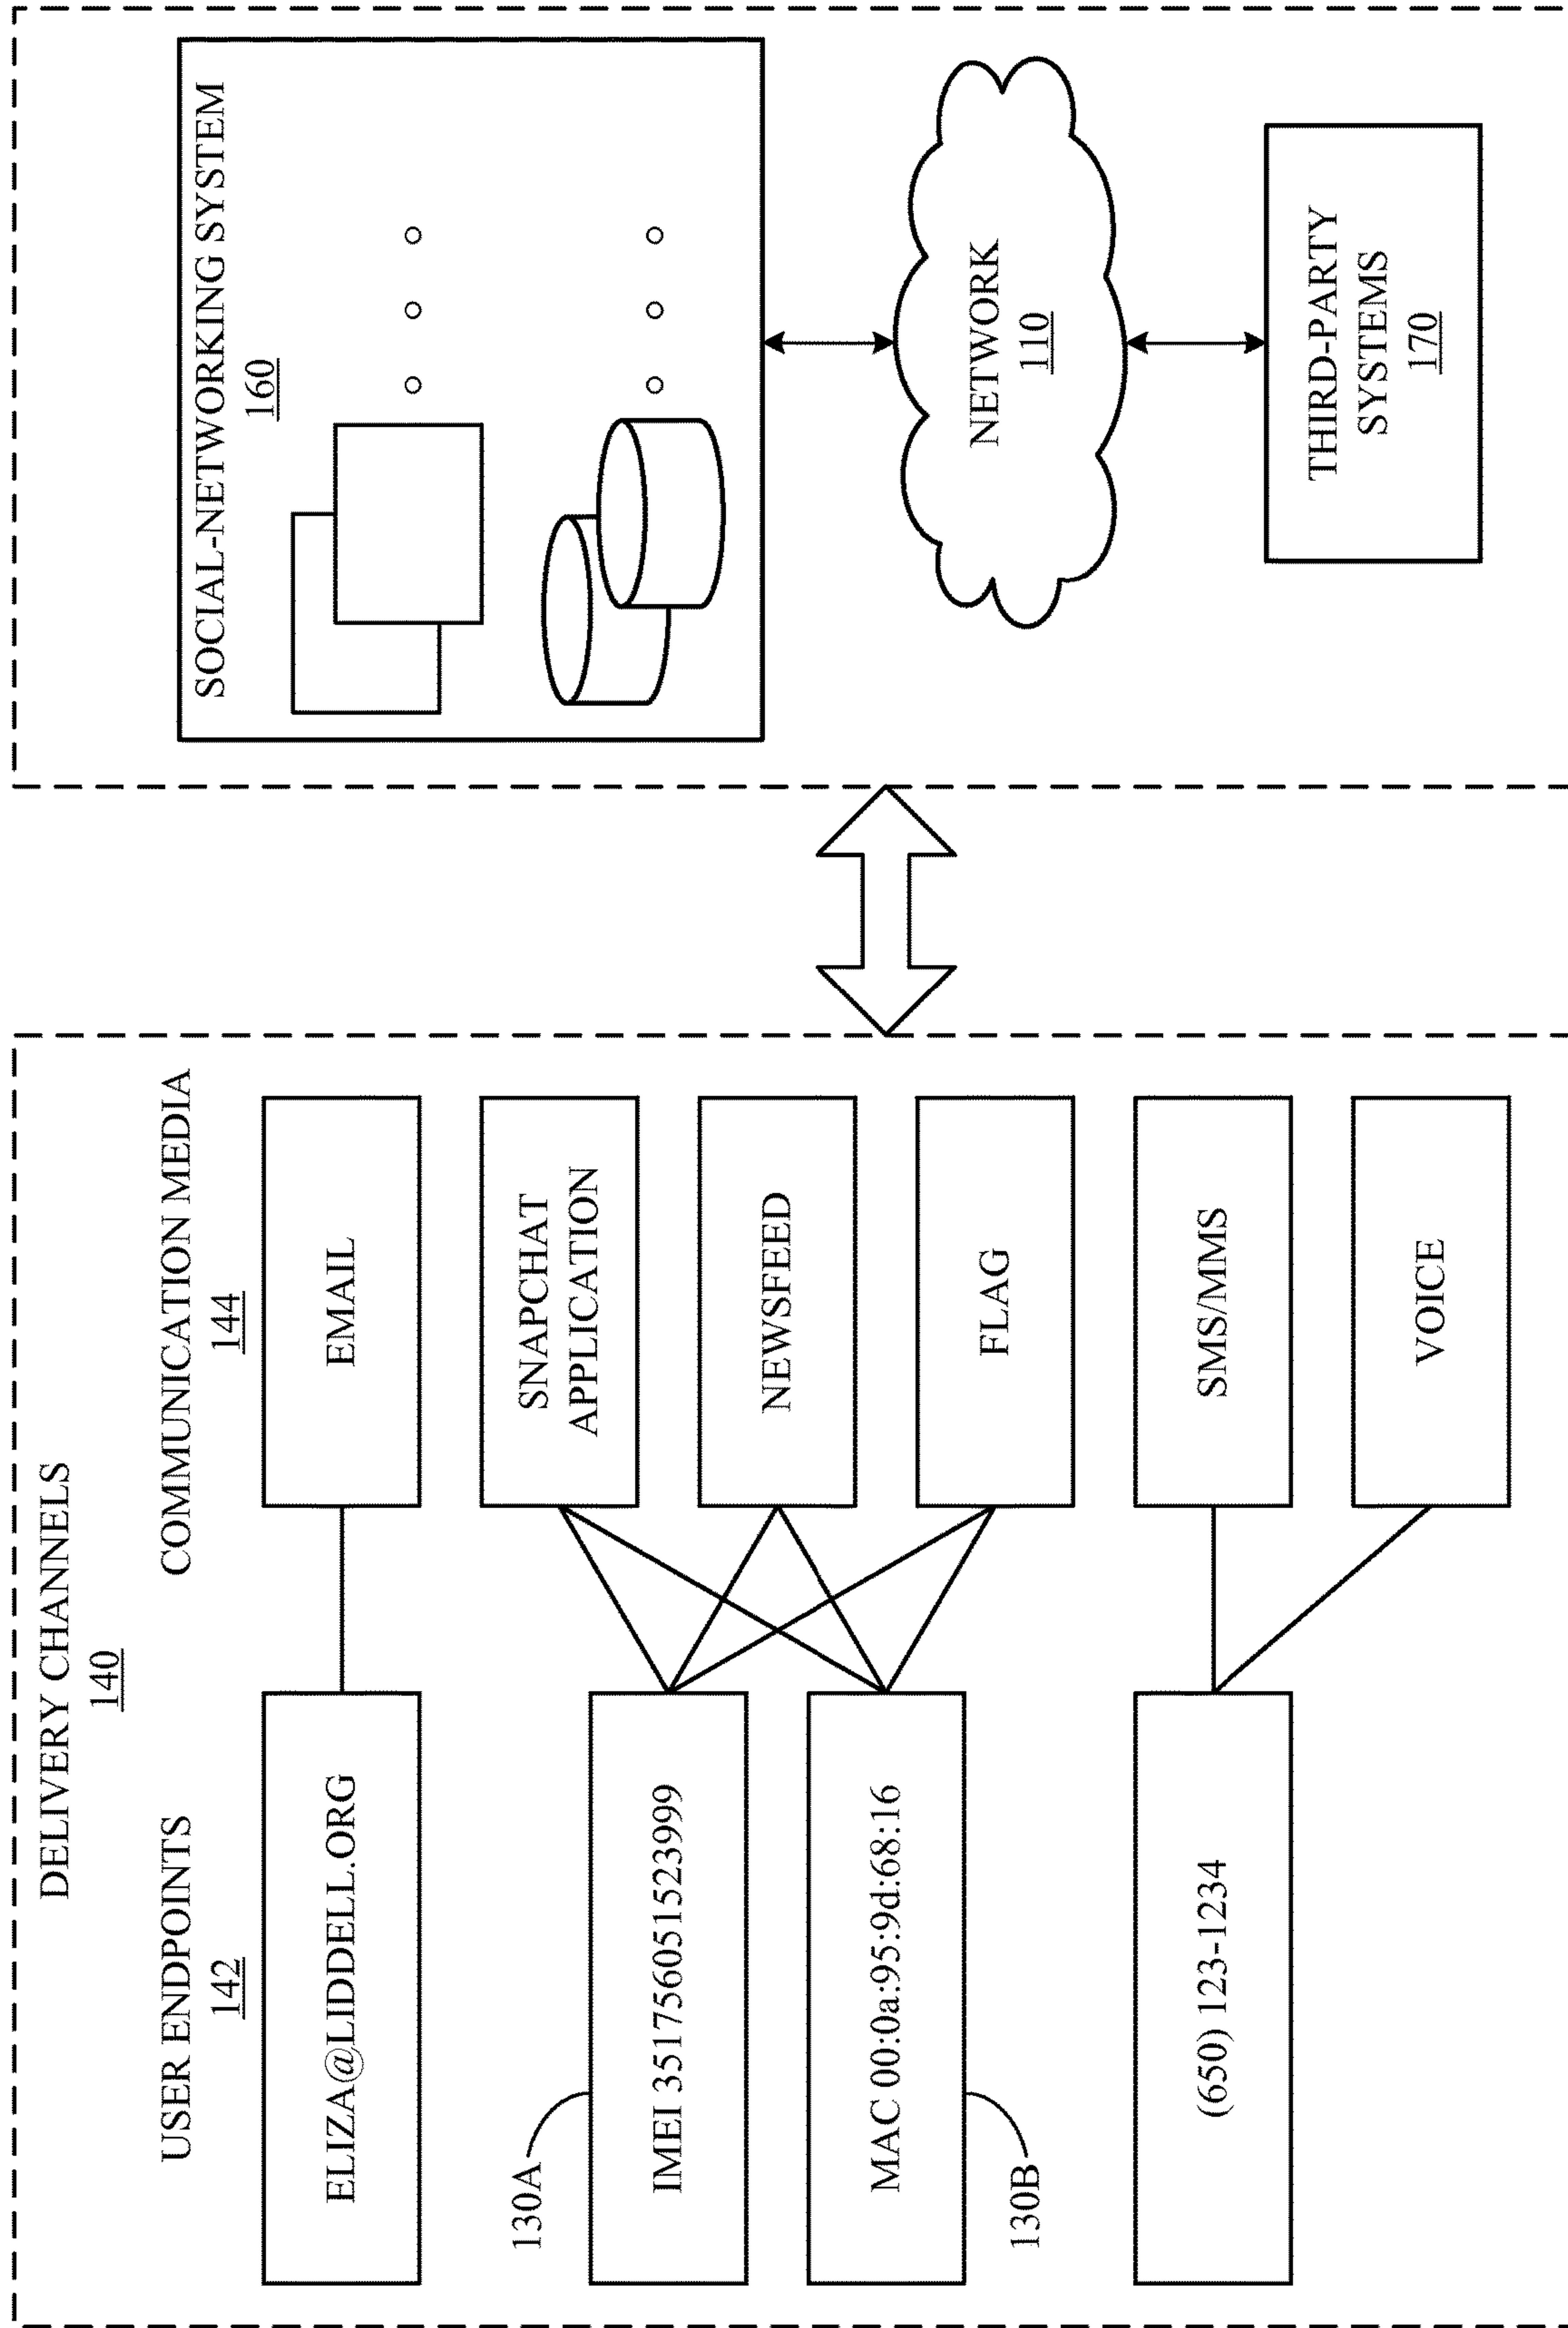 DELIVERY CHANNELS
140
USER ENDPOINTS
142
COMMUNICATION MEDIA
144
ELIZA@LIDDELL.ORG
EMAIL
130A
IMEI 351756051523999
SNAPCHAT
APPLICATION
NEWSFEED
MAC 00:0a:95:9d:68:16
130B
FLAG
(650) 123-1234
SMS/MMS
VOICE
SOCIAL-NETWORKING SYSTEM
160
NETWORK
110
THIRD-PARTY
SYSTEMS
170